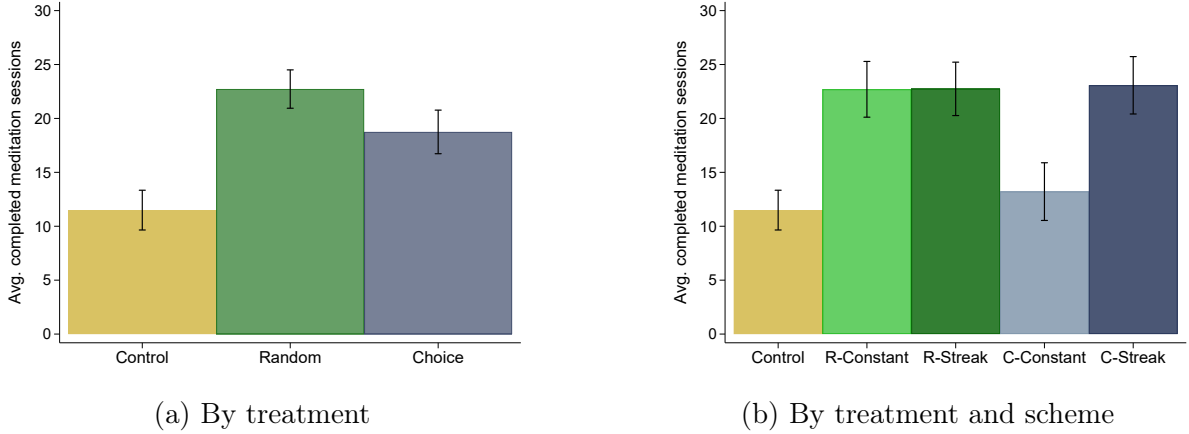 Avg. completed meditation sessions
30
25
20
15
10
5
0
Control Random Choice
(a) By treatment
Avg. completed meditation sessions
30
25
20
15
10
5
0
Control R-Constant R-Streak C-Constant C-Streak
(b) By treatment and scheme